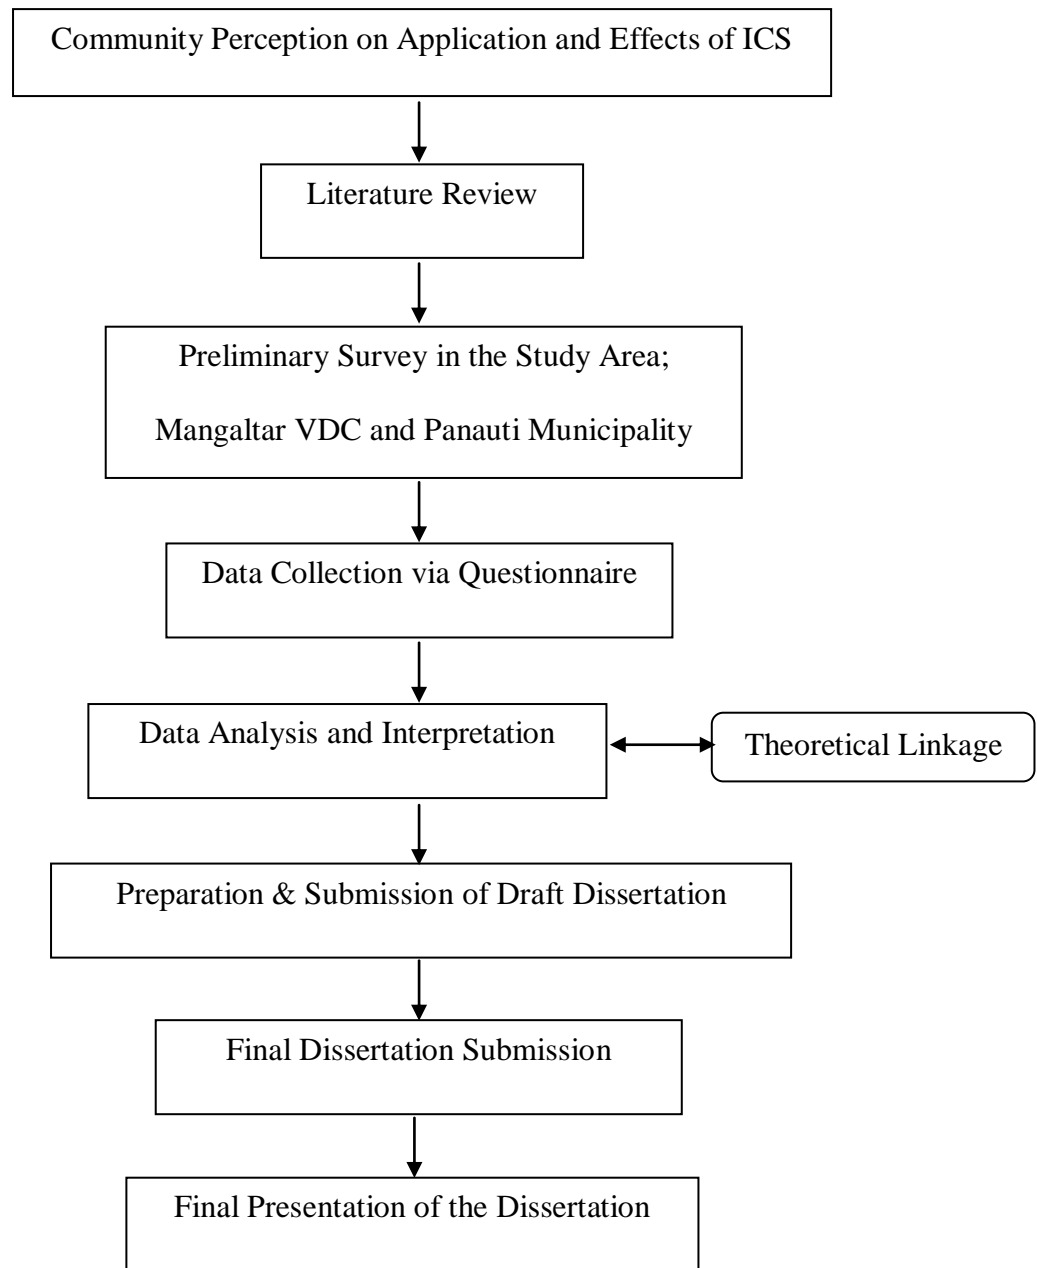 Community Perception on Application and Effects of ICS
Literature Review
Preliminary Survey in the Study Area;
Mangaltar VDC and Panauti Municipality
Data Collection via Questionnaire
Data Analysis and Interpretation
Theoretical Linkage
Preparation & Submission of Draft Dissertation
Final Dissertation Submission
Final Presentation of the Dissertation